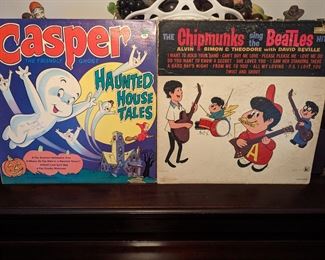 Casper
THE FRIENDLY GHOST
HAUNTED
HOUSE
TALES
THE Chipmunks sing the Beatles HITS
ALVIN SIMON & THEODORE with DAVID SEVILLE
I WANT TO HOLD YOUR HAND • CAN'T BUY ME LOVE • PLEASE PLEASE ME • LOVE ME DO
DO YOU WANT TO KNOW A SECRET • SHE LOVES YOU • I SAW HER STANDING THERE
A HARD DAY'S NIGHT • FROM ME TO YOU • ALL MY LOVING • P.S. I LOVE YOU
TWIST AND SHOUT
A